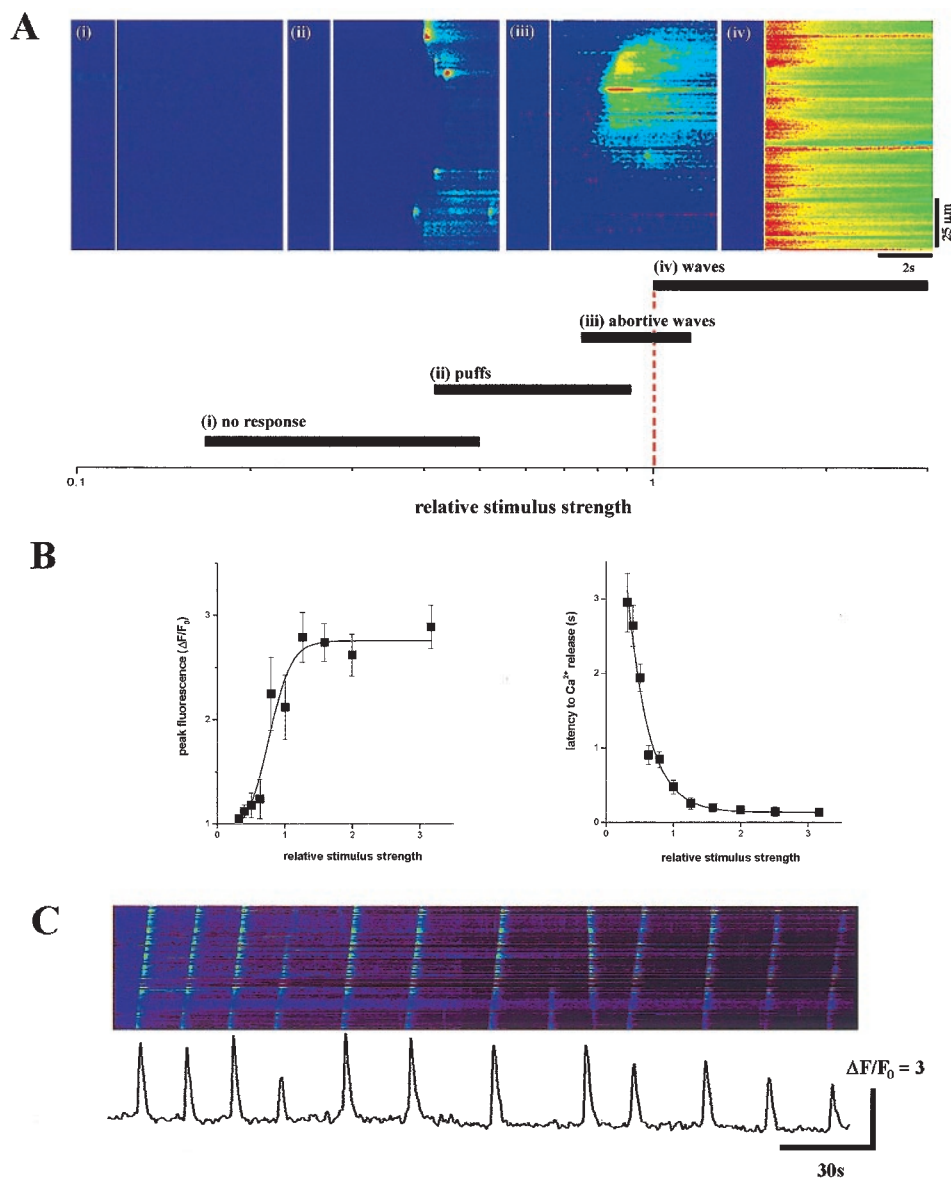 A
(i)
(ii)
(iii)
(iv)
25 μm
2s
(iv) waves
(iii) abortive waves
(ii) puffs
(i) no response
0.1
1
relative stimulus strength
B
peak fluorescence (ΔF/F₀)
3
2
1
0
1
2
3
relative stimulus strength
latency to Ca²⁺ release (s)
3
2
1
0
0
1
2
3
relative stimulus strength
C
ΔF/F₀ = 3
30s